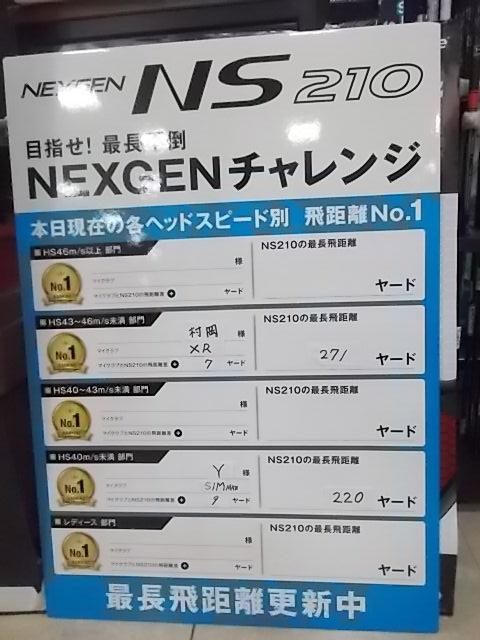 NEXGEN NS 210
目指せ! 最長 倒
NEXGENチャレンジ
本日現在の各ヘッドスピード別 飛距離No.1
HS46m/s以上 部門
様
NS210の最長飛距離
No.1
マイクラブ
マイクラブとNS210の飛距離差 + ヤード
ヤード
HS43～46m/s未満 部門
村岡 様
NS210の最長飛距離
No.1
マイクラブ XR
マイクラブとNS210の飛距離差 + 7 ヤード
271 ヤード
HS40～43m/s未満 部門
様
NS210の最長飛距離
No.1
マイクラブ
マイクラブとNS210の飛距離差 + ヤード
ヤード
HS40m/s未満 部門
Y 様
NS210の最長飛距離
No.1
マイクラブ SIM MAX
マイクラブとNS210の飛距離差 + 9 ヤード
220 ヤード
レディース 部門
様
NS210の最長飛距離
No.1
マイクラブ
マイクラブとNS210の飛距離差 + ヤード
ヤード
最長飛距離更新中